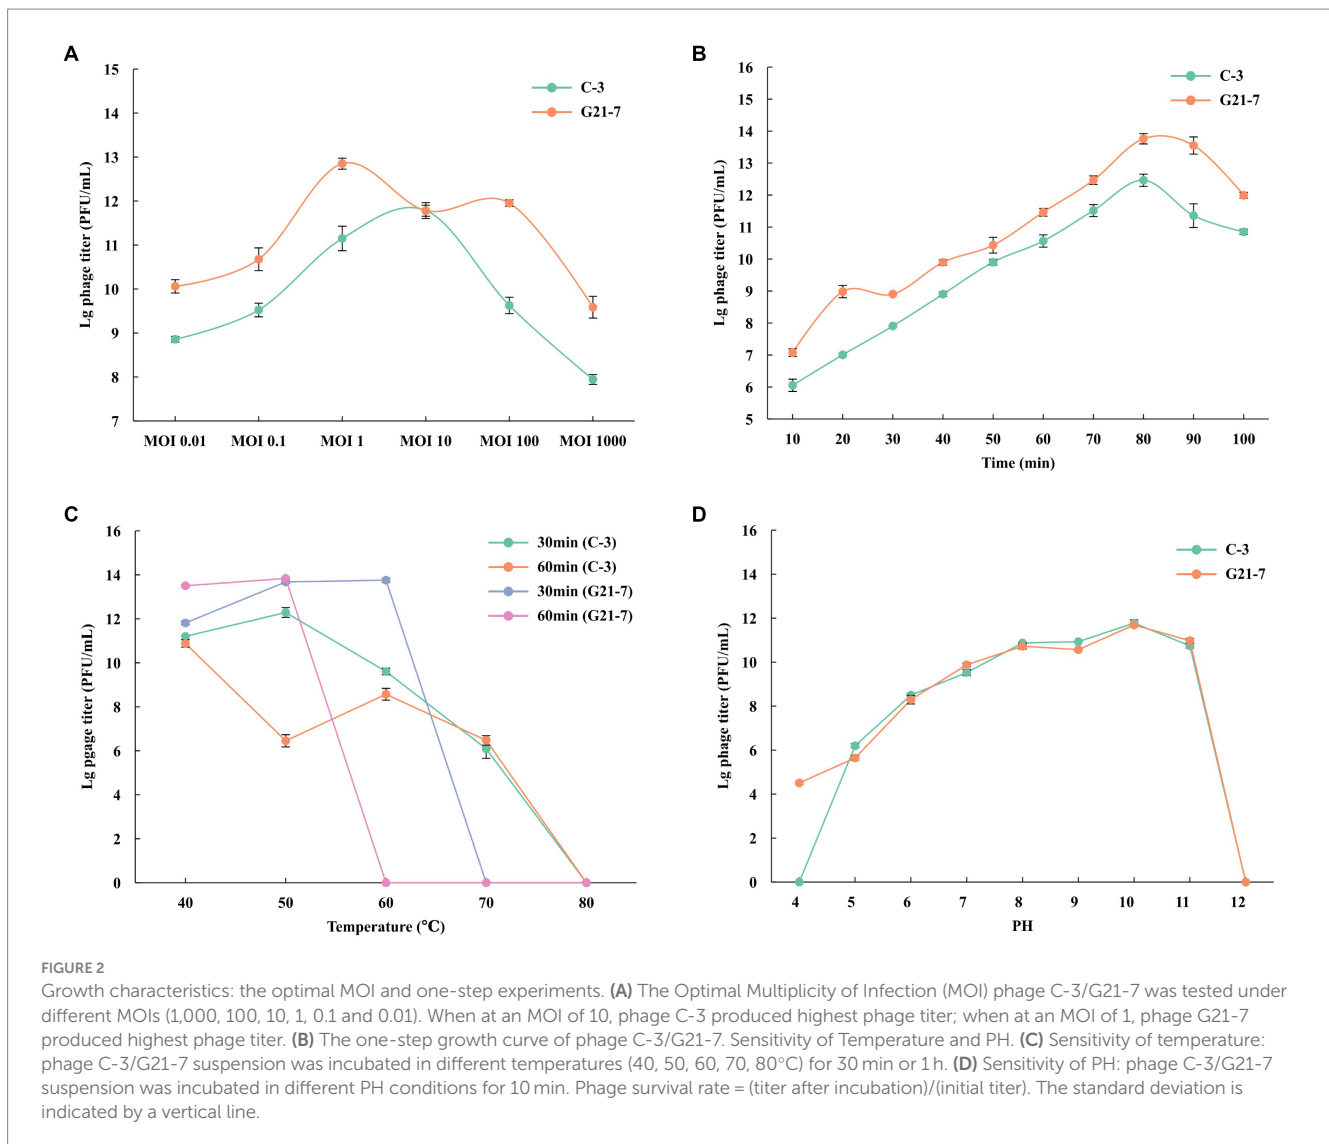 A
Lg phage titer (PFU/mL)
15
14
13
12
11
10
9
8
7
C-3
G21-7
MOI 0.01 MOI 0.1 MOI 1 MOI 10 MOI 100 MOI 1000
B
Lg phage titer (PFU/mL)
16
15
14
13
12
11
10
9
8
7
6
5
C-3
G21-7
10 20 30 40 50 60 70 80 90 100
Time (min)
C
Lg pgage titer (PFU/mL)
16
14
12
10
8
6
4
2
0
30min (C-3)
60min (C-3)
30min (G21-7)
60min (G21-7)
40 50 60 70 80
Temperature (°C)
D
Lg phage titer (PFU/mL)
16
14
12
10
8
6
4
2
0
C-3
G21-7
4 5 6 7 8 9 10 11 12
PH
FIGURE 2
Growth characteristics: the optimal MOI and one-step experiments. (A) The Optimal Multiplicity of Infection (MOI) phage C-3/G21-7 was tested under
different MOIs (1,000, 100, 10, 1, 0.1 and 0.01). When at an MOI of 10, phage C-3 produced highest phage titer; when at an MOI of 1, phage G21-7
produced highest phage titer. (B) The one-step growth curve of phage C-3/G21-7. Sensitivity of Temperature and PH. (C) Sensitivity of temperature:
phage C-3/G21-7 suspension was incubated in different temperatures (40, 50, 60, 70, 80°C) for 30 min or 1 h. (D) Sensitivity of PH: phage C-3/G21-7
suspension was incubated in different PH conditions for 10 min. Phage survival rate = (titer after incubation)/(initial titer). The standard deviation is
indicated by a vertical line.